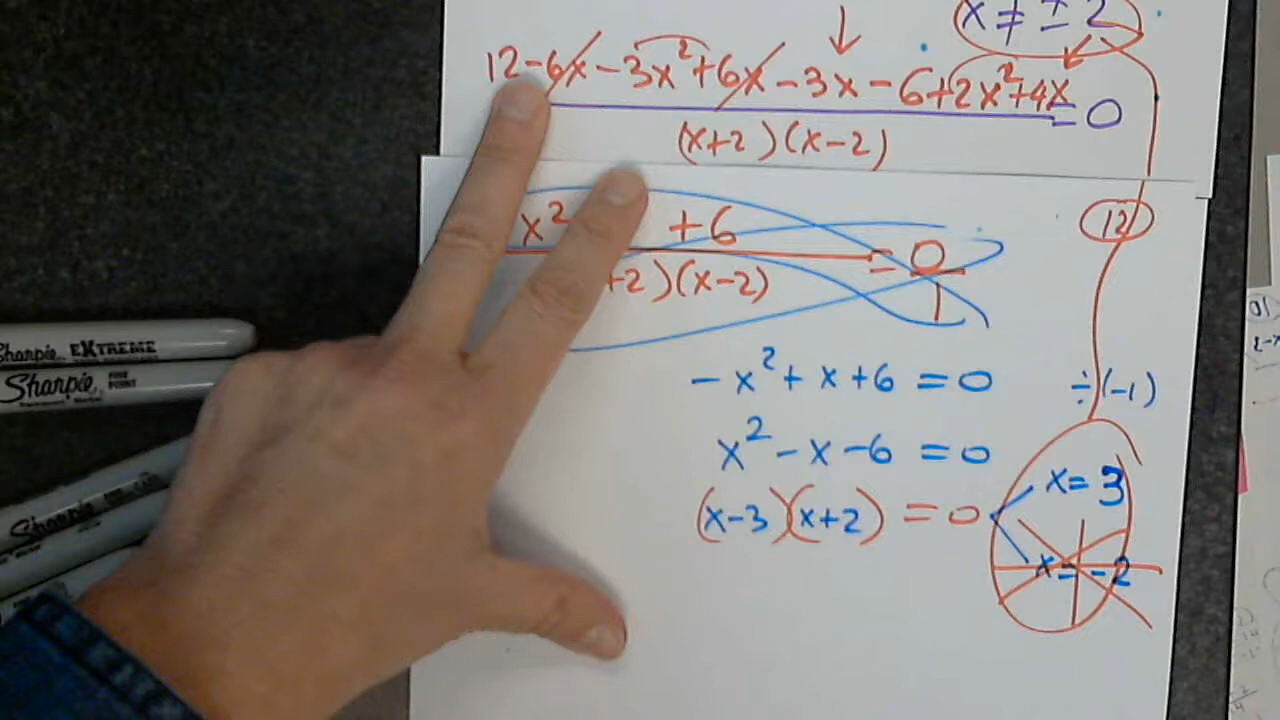 x ≠ ± 2
12 - 6x - 3x² + 6x - 3x - 6 + 2x² + 4x = 0
(x+2)(x-2)
12
x² +6 = 0
+2)(x-2) 1
-x² + x + 6 = 0 ÷(-1)
x² - x - 6 = 0
x = 3
(x-3)(x+2) = 0
x = -2
Sharpie EXTREME
Sharpie FINE POINT
Sharpie